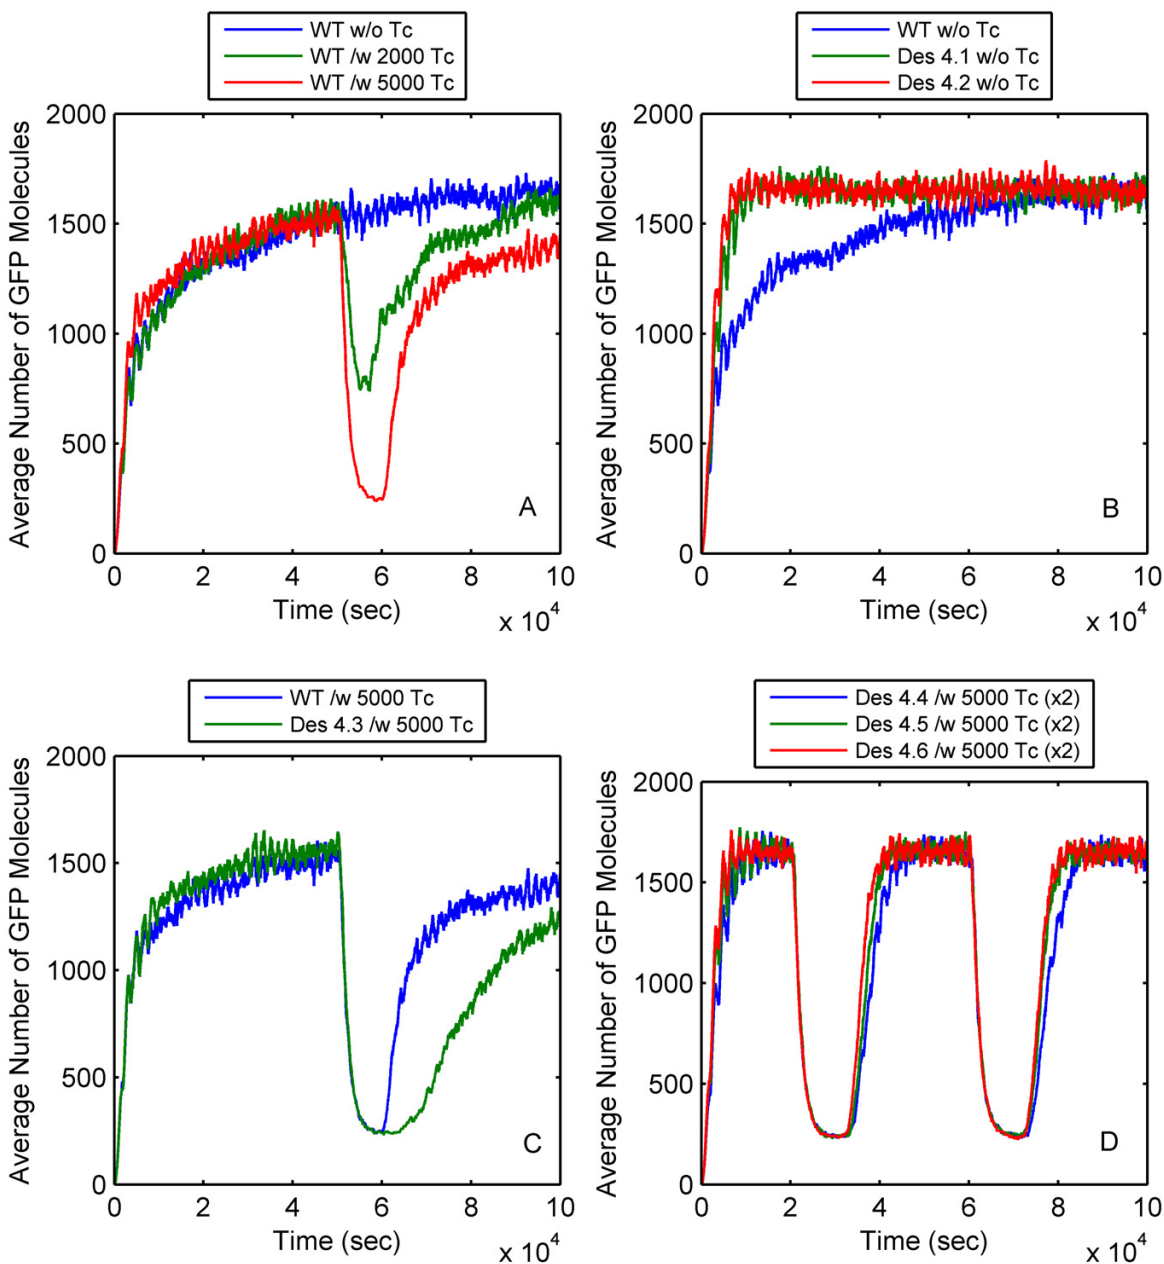 WT w/o Tc
WT /w 2000 Tc
WT /w 5000 Tc
Average Number of GFP Molecules
2000
1500
1000
500
0
0 2 4 6 8 10
Time (sec)
x 10^4
A
WT w/o Tc
Des 4.1 w/o Tc
Des 4.2 w/o Tc
Average Number of GFP Molecules
2000
1500
1000
500
0
0 2 4 6 8 10
Time (sec)
x 10^4
B
WT /w 5000 Tc
Des 4.3 /w 5000 Tc
Average Number of GFP Molecules
2000
1500
1000
500
0
0 2 4 6 8 10
Time (sec)
x 10^4
C
Des 4.4 /w 5000 Tc (x2)
Des 4.5 /w 5000 Tc (x2)
Des 4.6 /w 5000 Tc (x2)
Average Number of GFP Molecules
2000
1500
1000
500
0
0 2 4 6 8 10
Time (sec)
x 10^4
D